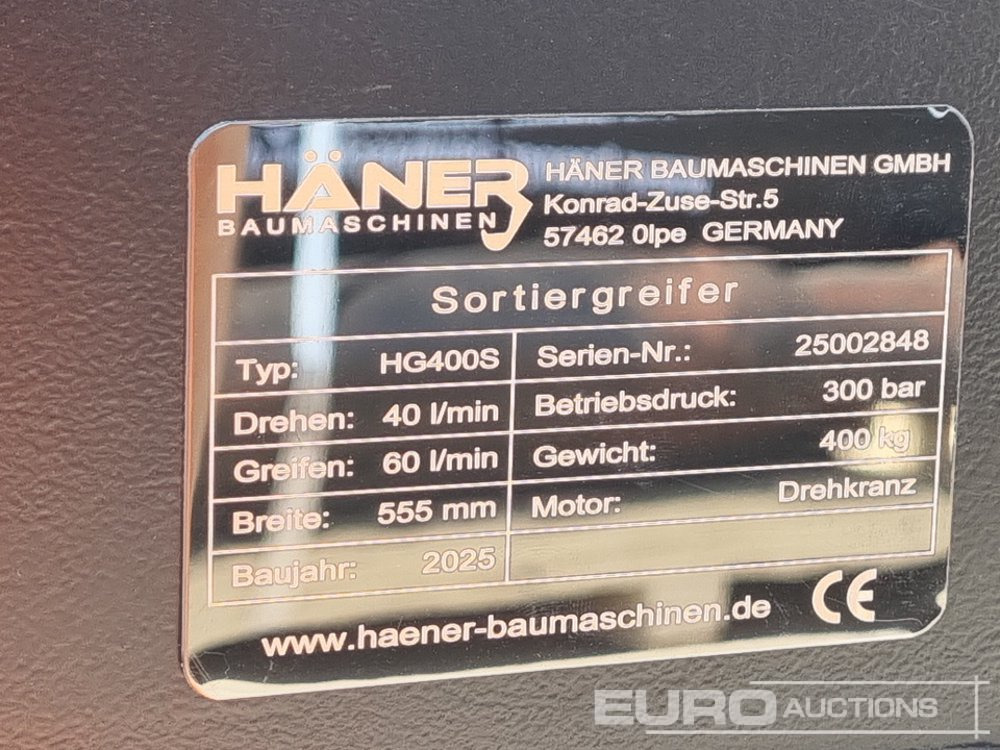 HÄNER
BAUMASCHINEN
HÄNER BAUMASCHINEN GMBH
Konrad-Zuse-Str.5
57462 Olpe GERMANY
Sortiergreifer
Typ: HG400S Serien-Nr.: 25002848
Drehen: 40 l/min Betriebsdruck: 300 bar
Greifen: 60 l/min Gewicht: 400 kg
Breite: 555 mm Motor: Drehkranz
Baujahr: 2025
www.haener-baumaschinen.de CE
EURO AUCTIONS